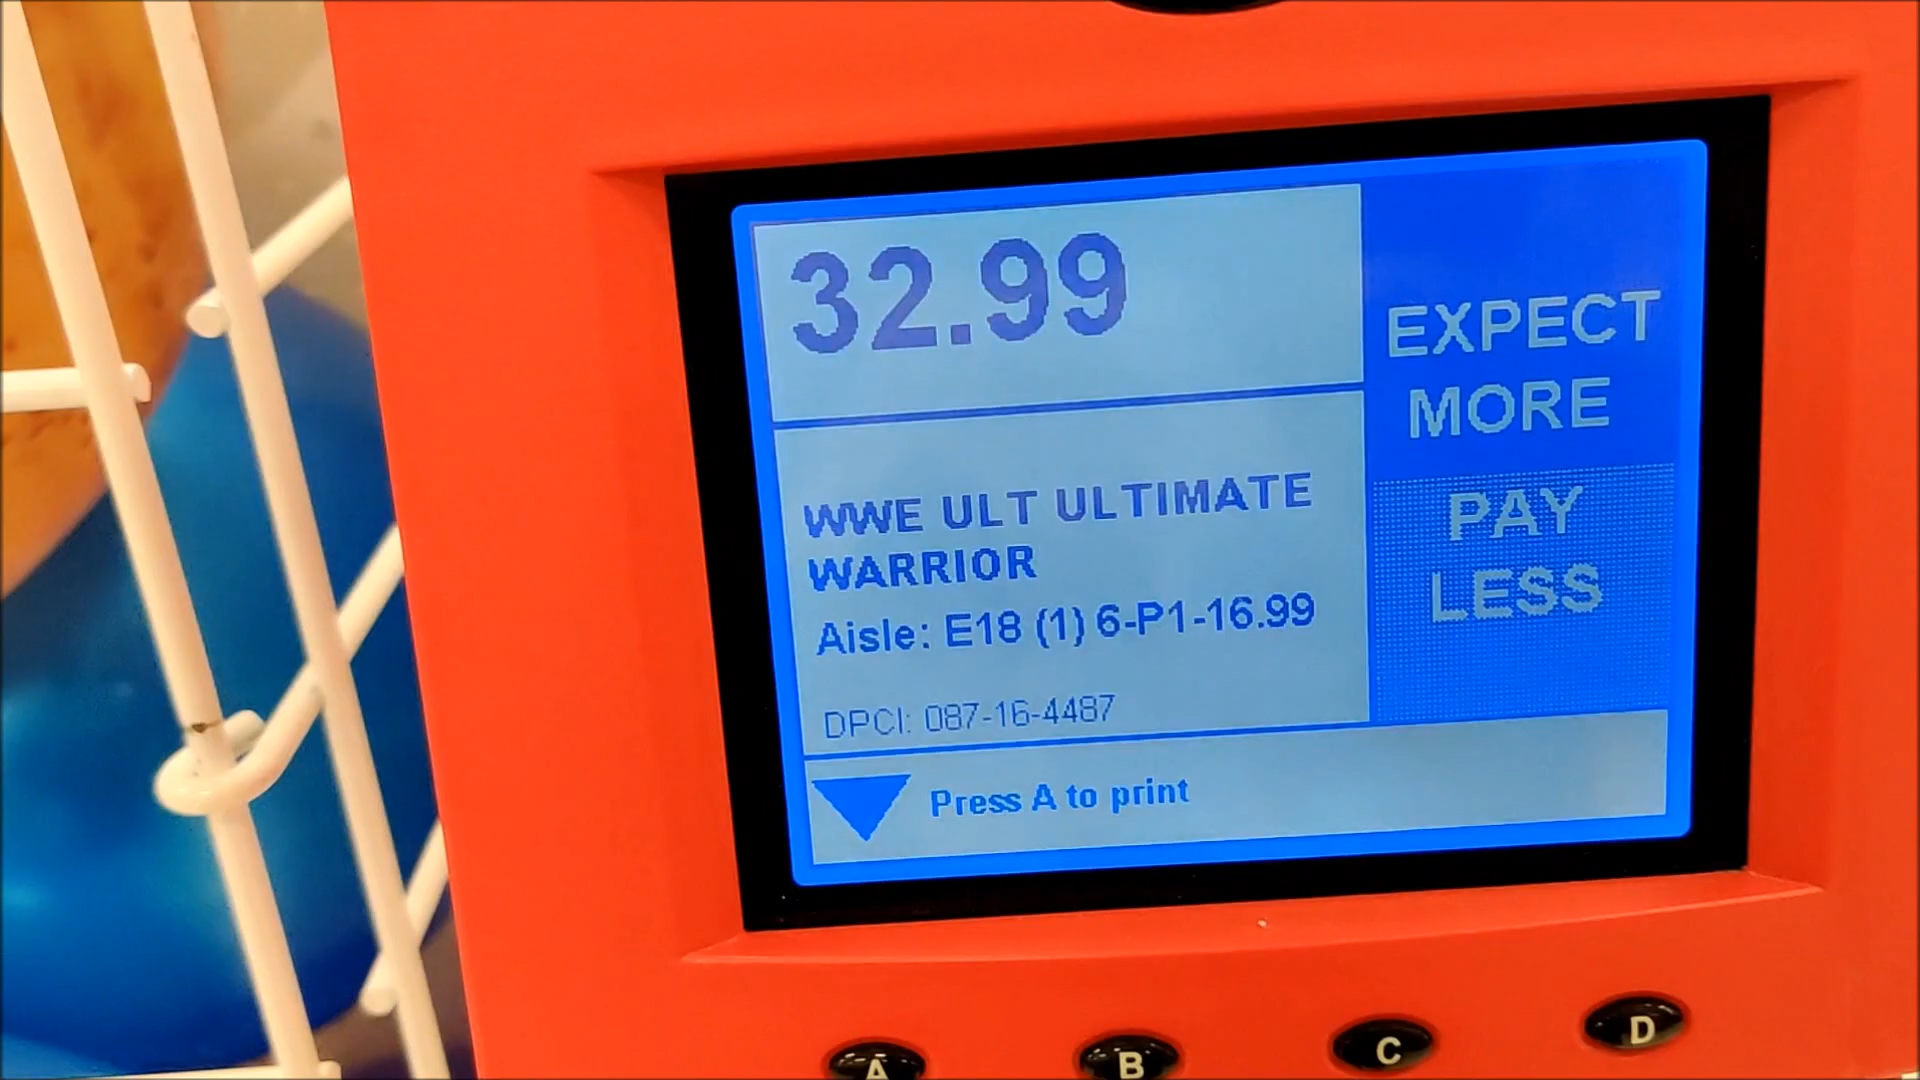 32.99
WWE ULT ULTIMATE
WARRIOR
Aisle: E18 (1) 6-P1-16.99
DPCI: 087-16-4487
Press A to print
EXPECT
MORE
PAY
LESS
A
B
C
D